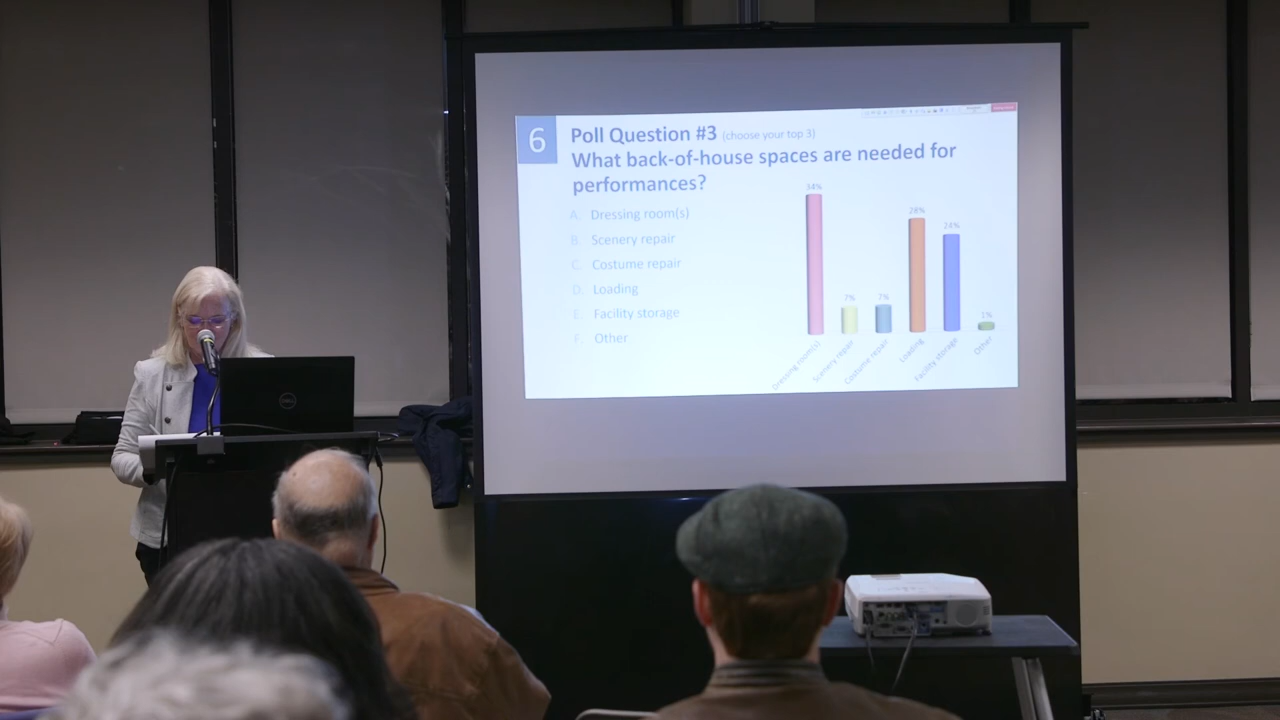 6
Poll Question #3 (choose your top 3)
What back-of-house spaces are needed for
performances?
A. Dressing room(s)
B. Scenery repair
C. Costume repair
D. Loading
E. Facility storage
F. Other
34%
7%
7%
28%
24%
1%
Dressing room(s)
Scenery repair
Costume repair
Loading
Facility storage
Other
DELL